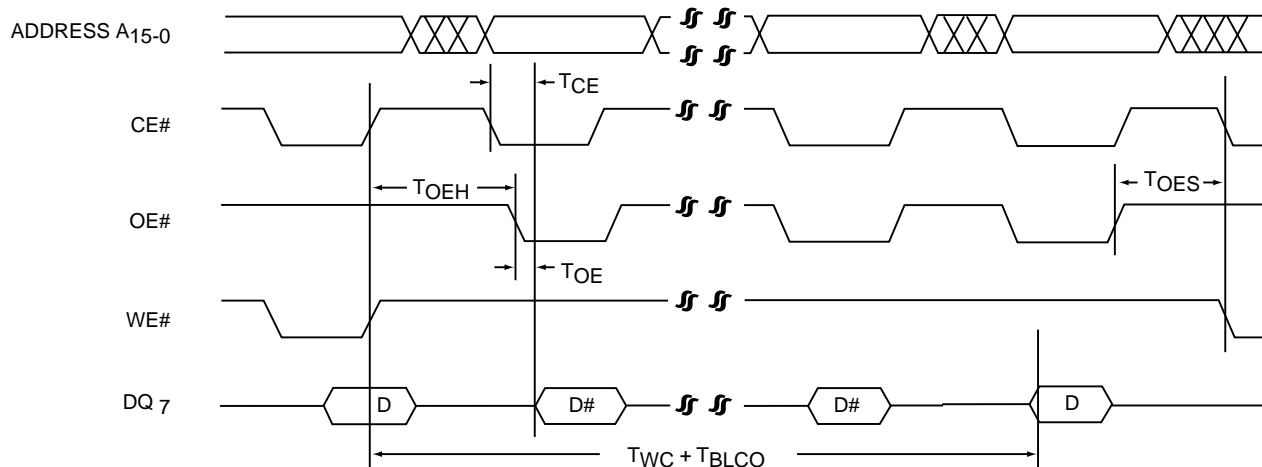 ADDRESS A15-0
TCE
CE#
TOEH
TOES
OE#
TOE
WE#
DQ 7
D
D#
D#
D
TWC + TBLCO